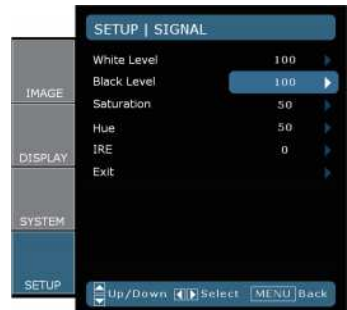 SETUP | SIGNAL
White Level 100
Black Level 100
Saturation 50
Hue 50
IRE 0
Exit
IMAGE
DISPLAY
SYSTEM
SETUP
Up/Down Select MENU Back